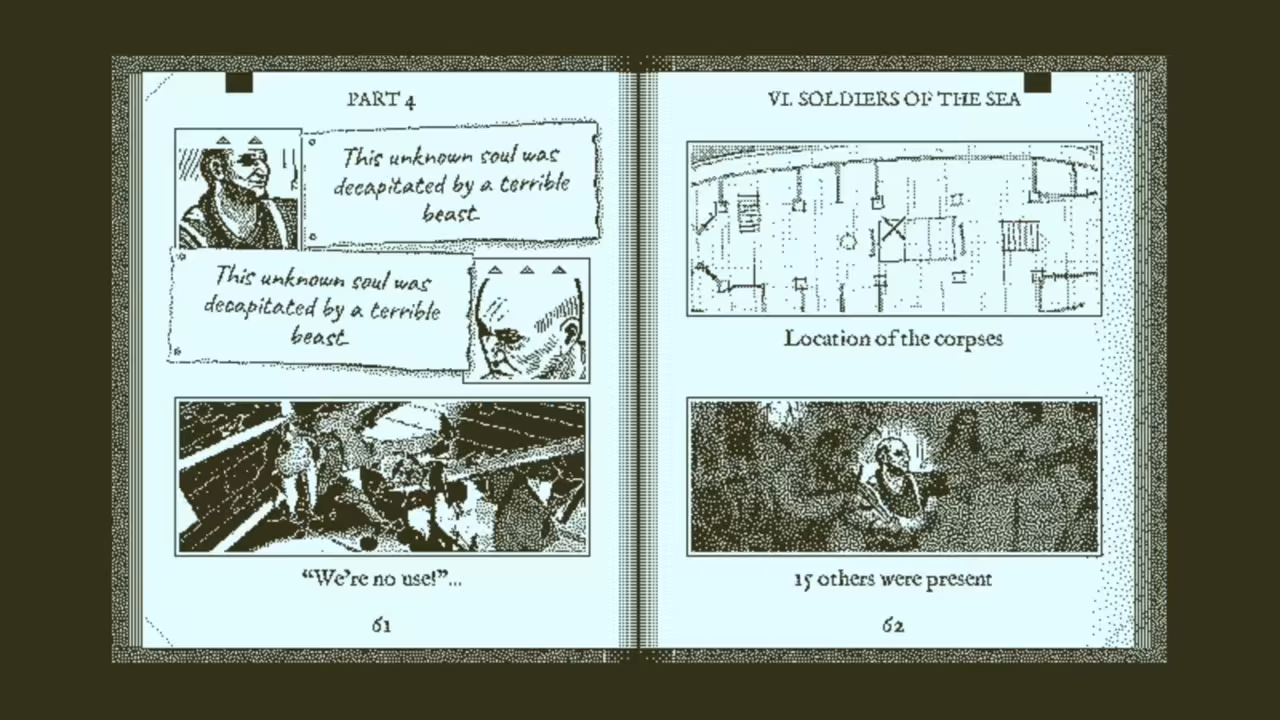 PART 4
This unknown soul was
decapitated by a terrible
beast.
This unknown soul was
decapitated by a terrible
beast.
“We’re no use!”...
61
VI. SOLDIERS OF THE SEA
Location of the corpses
15 others were present
62